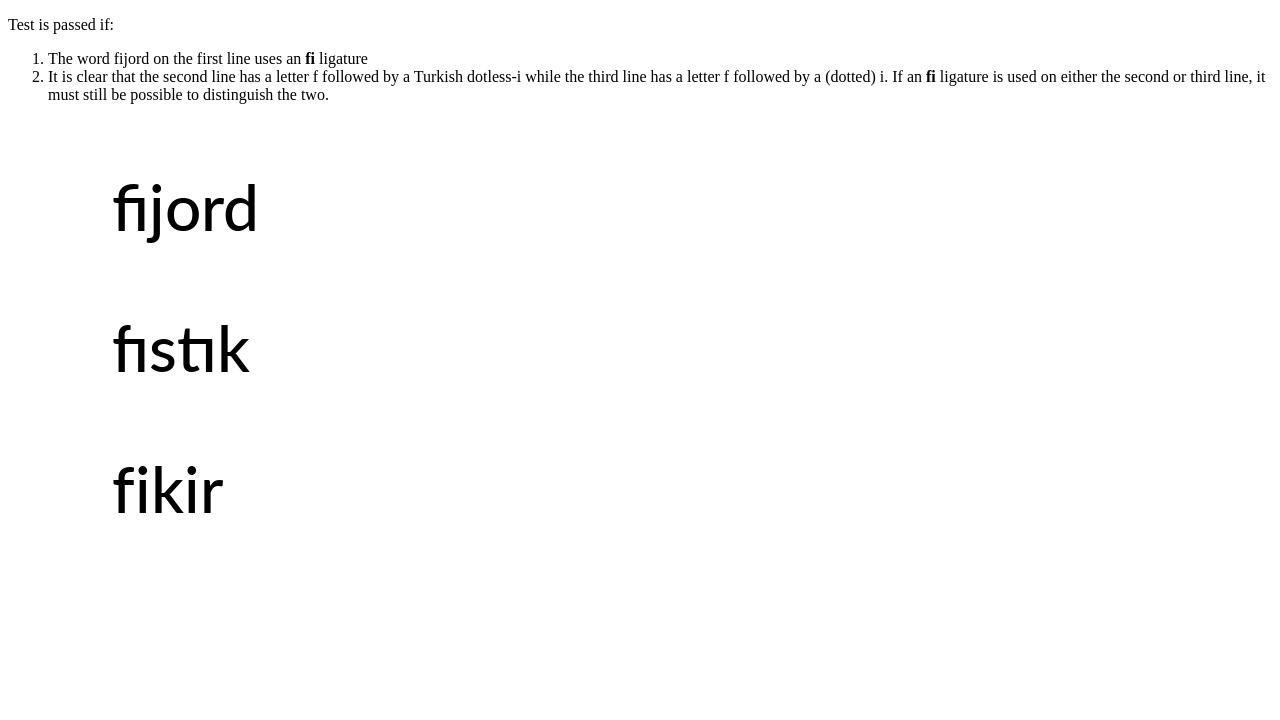 Test is passed if:
1. The word fijord on the first line uses an fi ligature
2. It is clear that the second line has a letter f followed by a Turkish dotless-i while the third line has a letter f followed by a (dotted) i. If an fi ligature is used on either the second or third line, it
must still be possible to distinguish the two.
fijord
fıstık
fikir